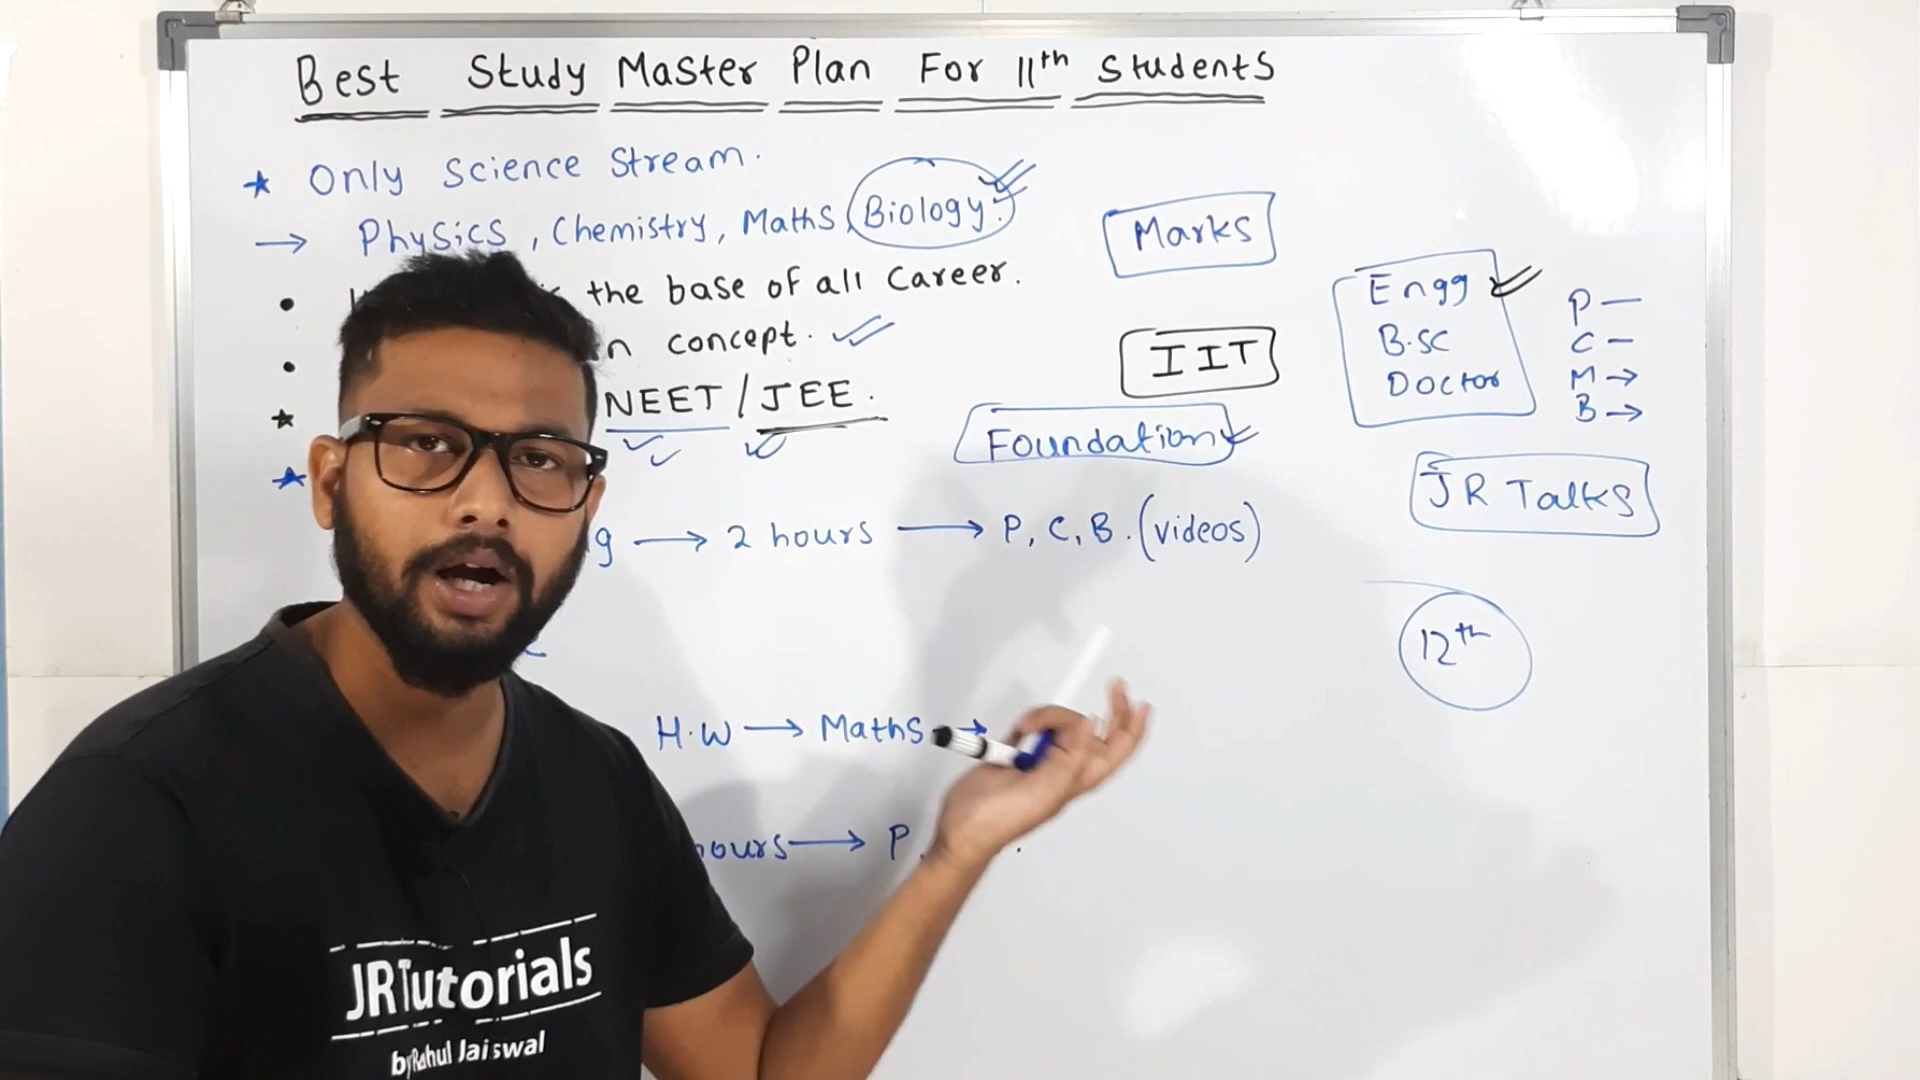 Best Study Master Plan For 11th Students
★ Only Science Stream.
→ Physics, Chemistry, Maths, Biology.
• the base of all Career.
• concept.
★ NEET / JEE.
★
g → 2 hours → P, C, B. (videos)
H.W → Maths →
hours → P,
Marks
IIT
Foundation
Engg
B.SC
Doctor
P —
C —
M →
B →
JR Talks
12th
JRTutorials
by Rahul Jaiswal